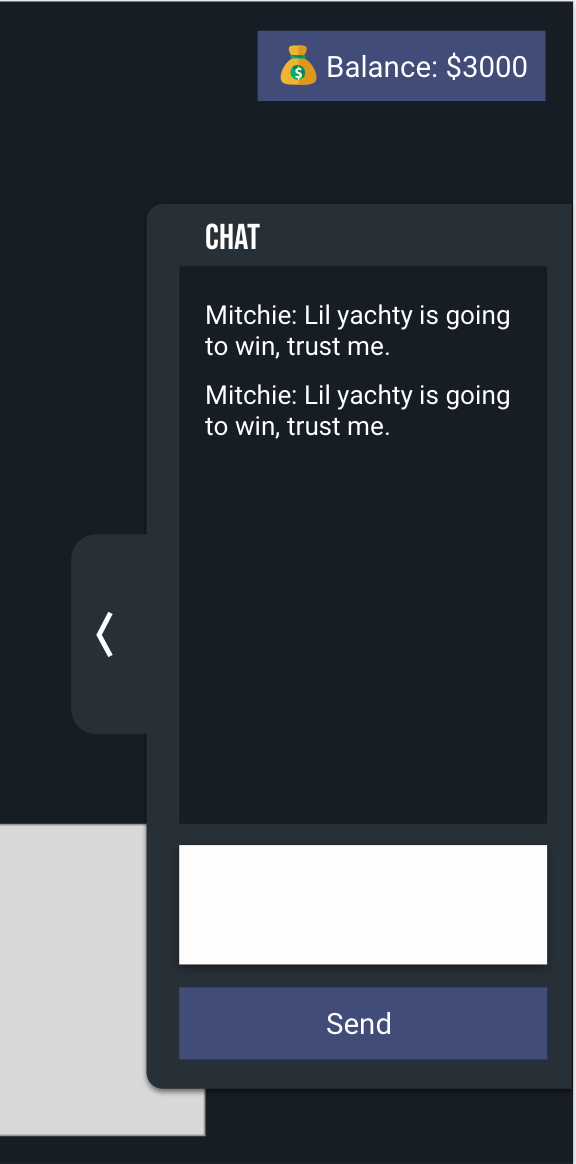 Balance: $3000
CHAT
Mitchie: Lil yachty is going
to win, trust me.
Mitchie: Lil yachty is going
to win, trust me.
Send